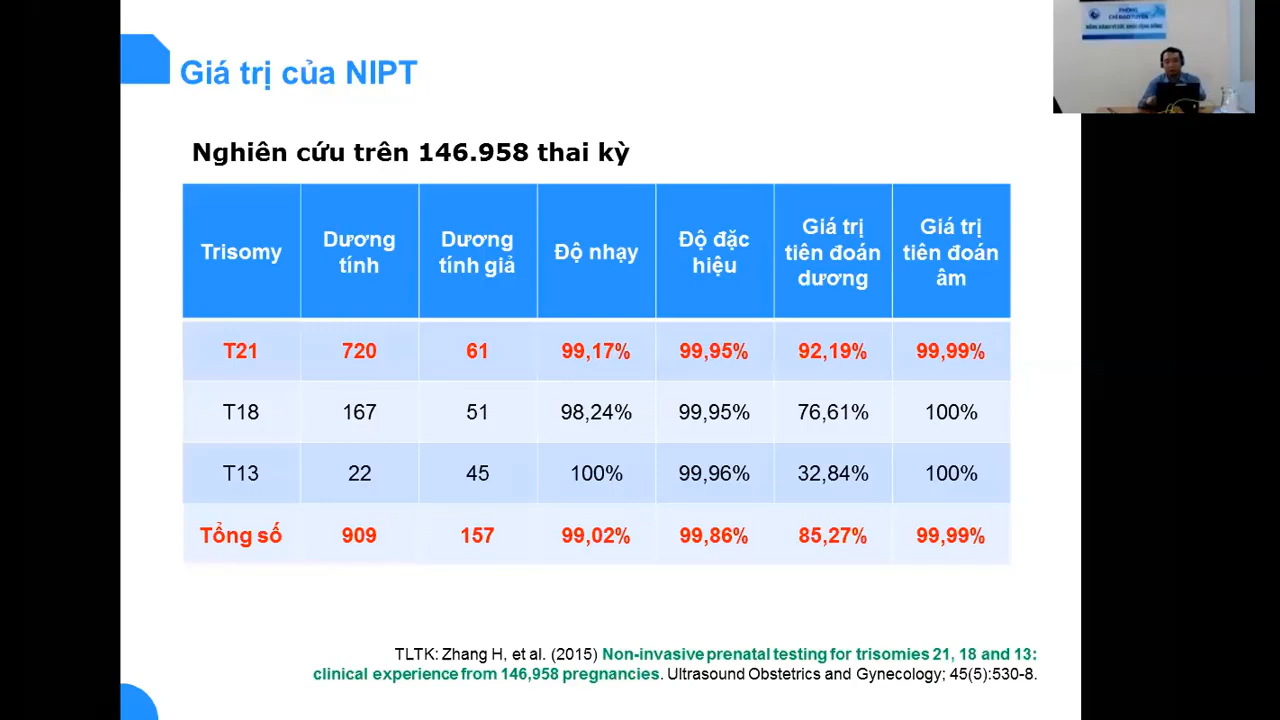 PHÒNG
CHỈ ĐẠO TUYẾN
Giá trị của NIPT
Nghiên cứu trên 146.958 thai kỳ
Trisomy Dương tính Dương tính giả Độ nhạy Độ đặc hiệu Giá trị tiên đoán dương Giá trị tiên đoán âm
T21 720 61 99,17% 99,95% 92,19% 99,99%
T18 167 51 98,24% 99,95% 76,61% 100%
T13 22 45 100% 99,96% 32,84% 100%
Tổng số 909 157 99,02% 99,86% 85,27% 99,99%
TLTK: Zhang H, et al. (2015) Non-invasive prenatal testing for trisomies 21, 18 and 13:
clinical experience from 146,958 pregnancies. Ultrasound Obstetrics and Gynecology; 45(5):530-8.